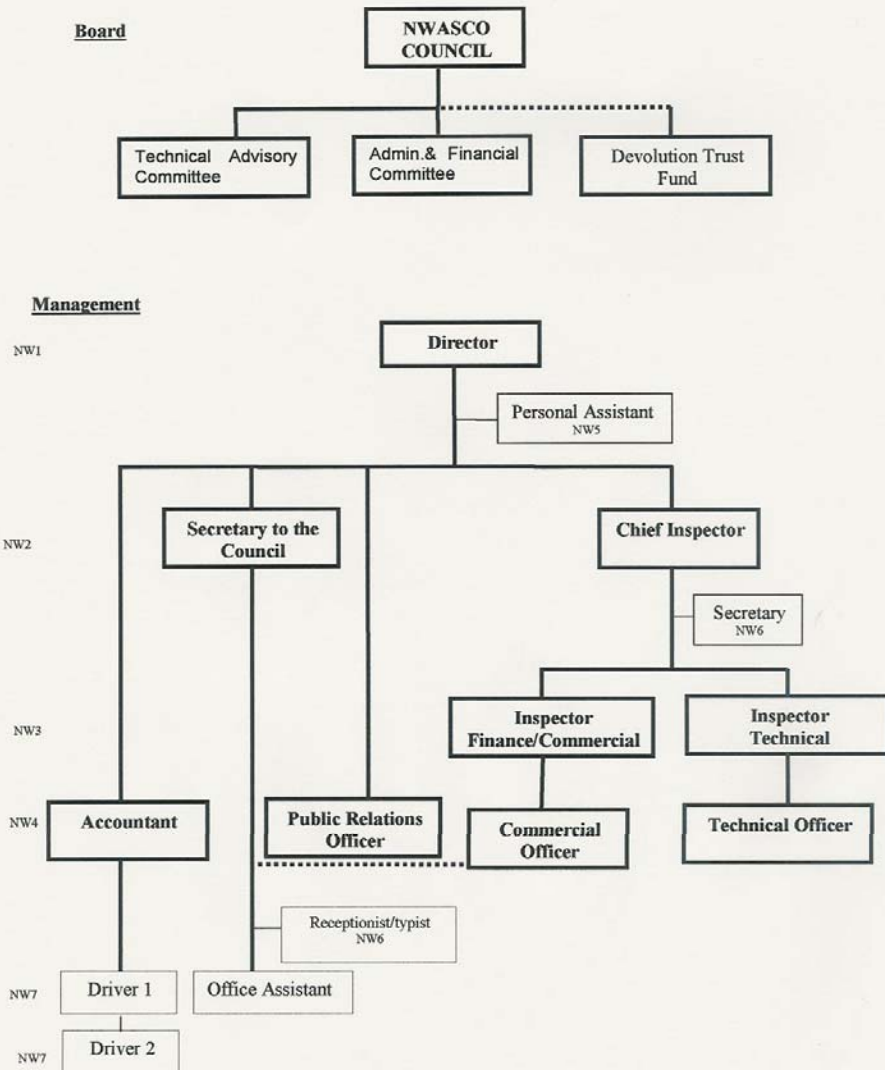 Board
NWASCO
COUNCIL
Technical Advisory
Committee
Admin.& Financial
Committee
Devolution Trust
Fund
Management
NW1
Director
Personal Assistant
NW5
NW2
Secretary to the
Council
Chief Inspector
Secretary
NW6
NW3
Inspector
Finance/Commercial
Inspector
Technical
NW4
Accountant
Public Relations
Officer
Commercial
Officer
Technical Officer
Receptionist/typist
NW6
NW7
Driver 1
Office Assistant
NW7
Driver 2